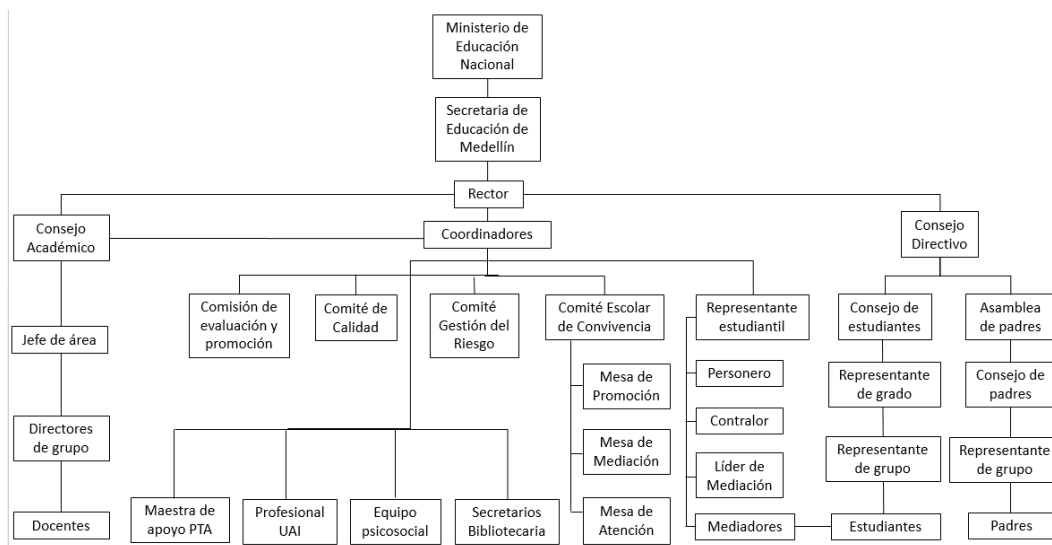 Ministerio de
Educación
Nacional
Secretaria de
Educación de
Medellín
Rector
Consejo
Académico
Coordinadores
Consejo
Directivo
Comisión de
evaluación y
promoción
Comité de
Calidad
Comité
Gestión del
Riesgo
Comité Escolar
de Convivencia
Representante
estudiantil
Consejo de
estudiantes
Asamblea
de padres
Jefe de área
Mesa de
Promoción
Personero
Representante
de grado
Consejo de
padres
Directores
de grupo
Mesa de
Mediación
Contralor
Líder de
Mediación
Representante
de grupo
Representante
de grupo
Docentes
Maestra de
apoyo PTA
Profesional
UAI
Equipo
psicosocial
Secretarios
Bibliotecaria
Mesa de
Atención
Mediadores
Estudiantes
Padres